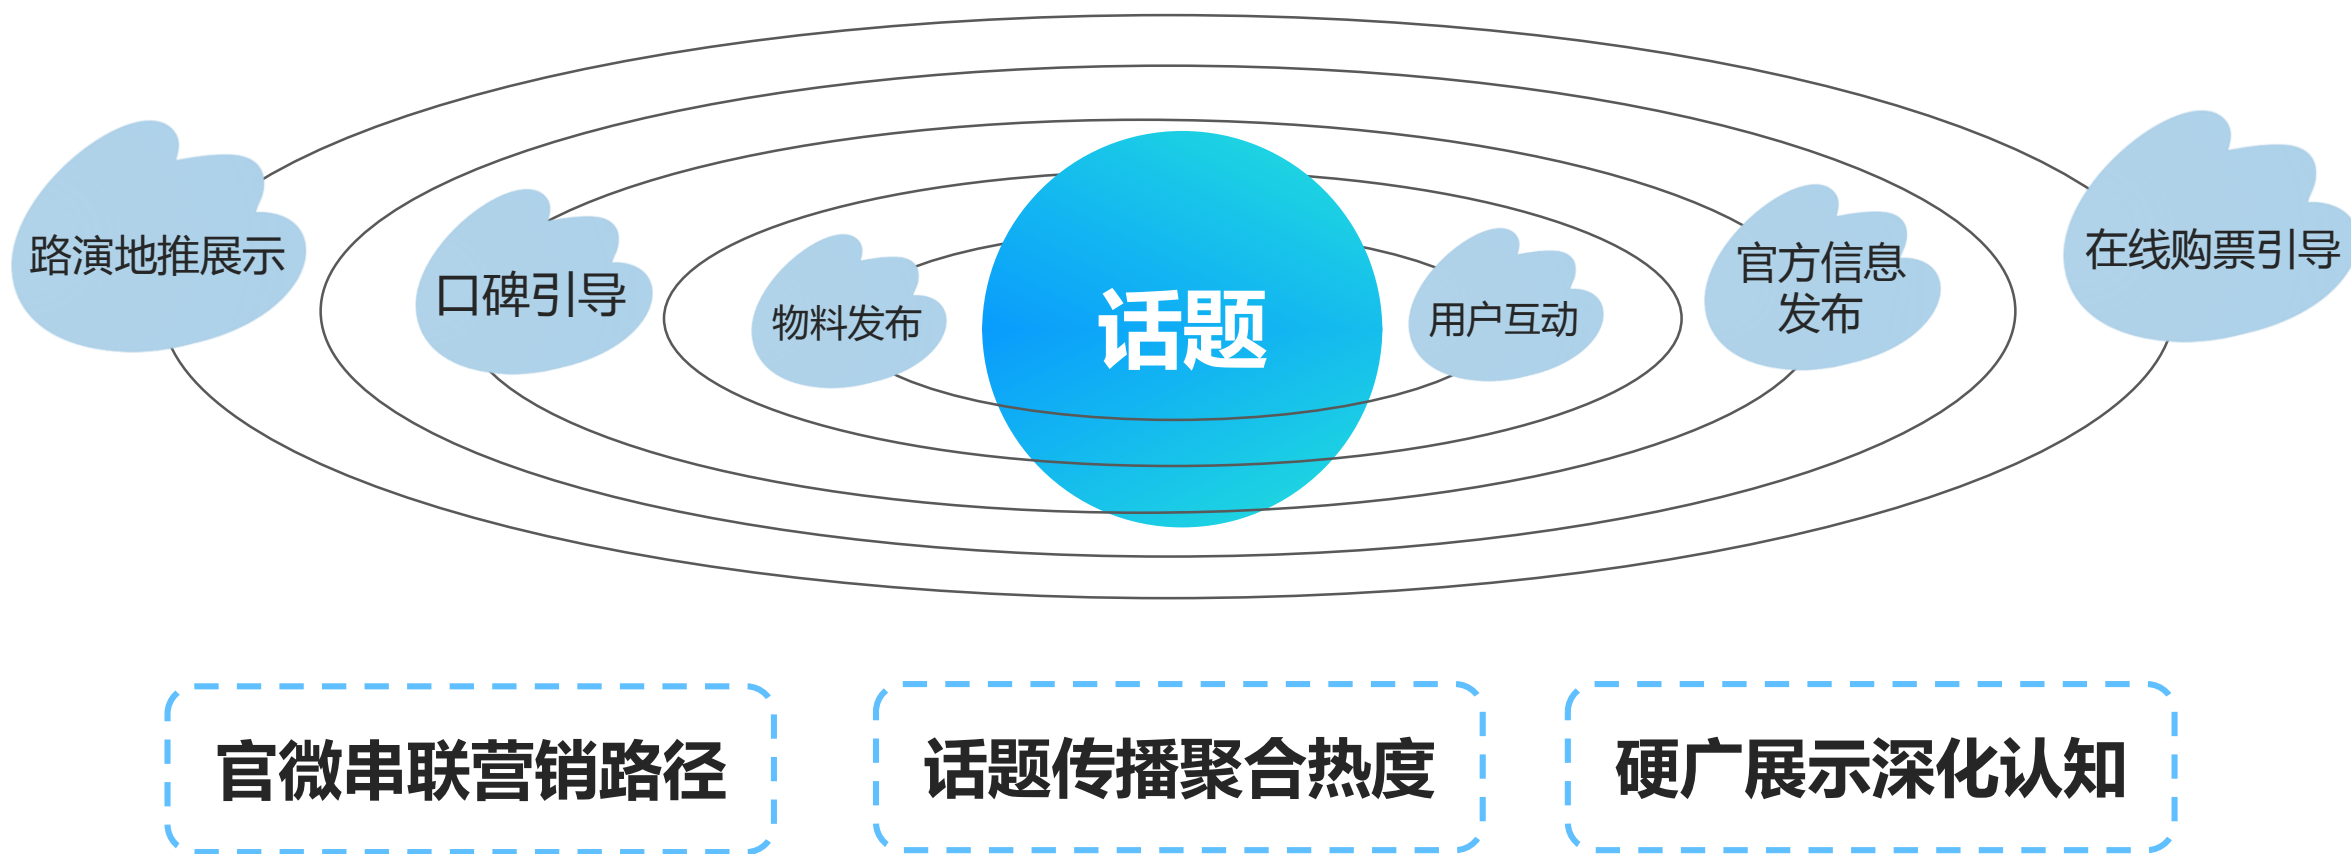 路演地推展示
口碑引导
物料发布
话题
用户互动
官方信息
发布
在线购票引导
官微串联营销路径
话题传播聚合热度
硬广展示深化认知